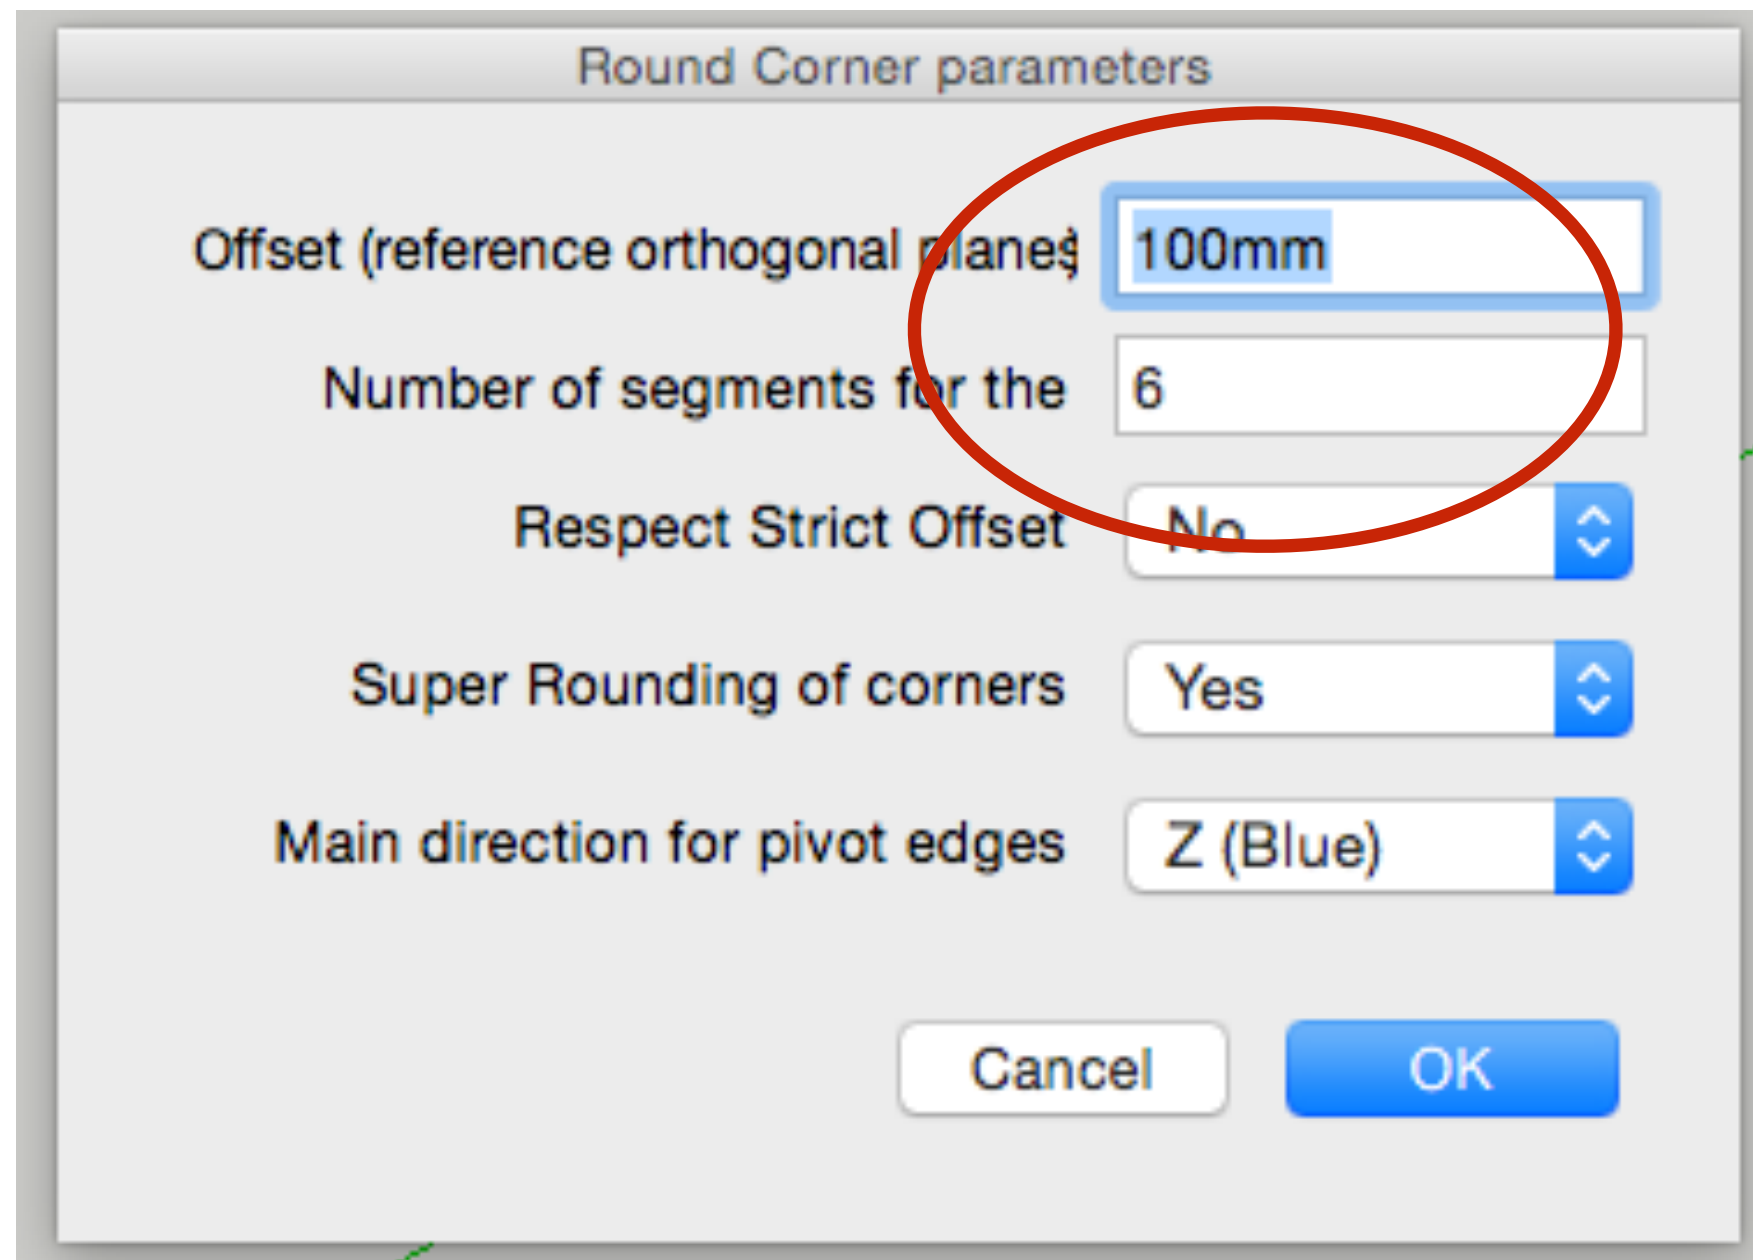 Round Corner parameters
Offset (reference orthogonal planes) 100mm
Number of segments for the 6
Respect Strict Offset No
Super Rounding of corners Yes
Main direction for pivot edges Z (Blue)
Cancel OK